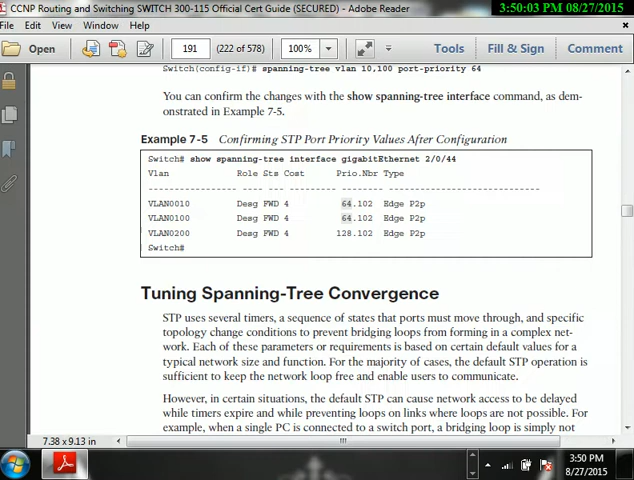 CCNP Routing and Switching SWITCH 300-115 Official Cert Guide (SECURED) - Adobe Reader
3:50:03 PM 08/27/2015
File Edit View Window Help
Open 191 (222 of 578) 100% Tools Fill & Sign Comment
Switch(config-if)# spanning-tree vlan 10,100 port-priority 64
You can confirm the changes with the show spanning-tree interface command, as dem-
onstrated in Example 7-5.
Example 7-5 Confirming STP Port Priority Values After Configuration
Switch# show spanning-tree interface gigabitEthernet 2/0/44
Vlan Role Sts Cost Prio.Nbr Type
---------------- ---- --- --------- -------- --------------------------------
VLAN0010 Desg FWD 4 64.102 Edge P2p
VLAN0100 Desg FWD 4 64.102 Edge P2p
VLAN0200 Desg FWD 4 128.102 Edge P2p
Switch#
Tuning Spanning-Tree Convergence
STP uses several timers, a sequence of states that ports must move through, and specific
topology change conditions to prevent bridging loops from forming in a complex net-
work. Each of these parameters or requirements is based on certain default values for a
typical network size and function. For the majority of cases, the default STP operation is
sufficient to keep the network loop free and enable users to communicate.
However, in certain situations, the default STP can cause network access to be delayed
while timers expire and while preventing loops on links where loops are not possible. For
example, when a single PC is connected to a switch port, a bridging loop is simply not
7.38 x 9.13 in
3:50 PM
8/27/2015